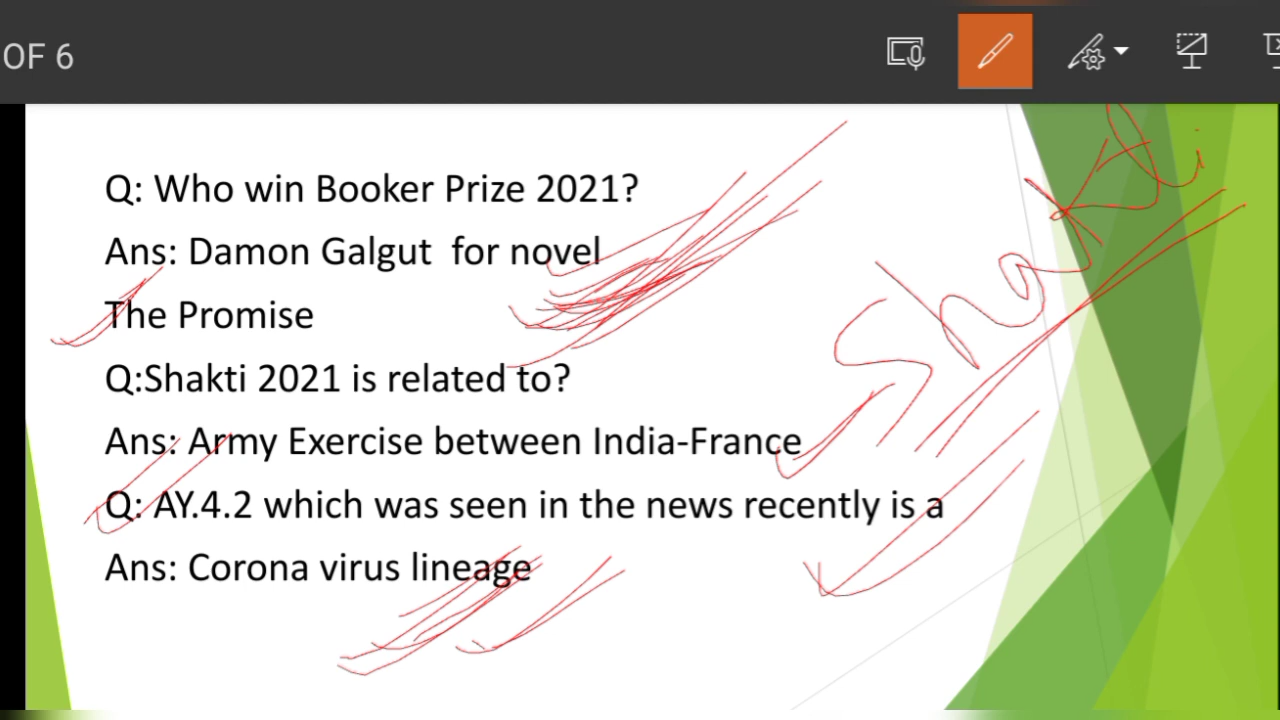 OF 6
Q: Who win Booker Prize 2021?
Ans: Damon Galgut for novel
The Promise
Q:Shakti 2021 is related to?
Ans: Army Exercise between India-France
Q: AY.4.2 which was seen in the news recently is a
Ans: Corona virus lineage
Shakti